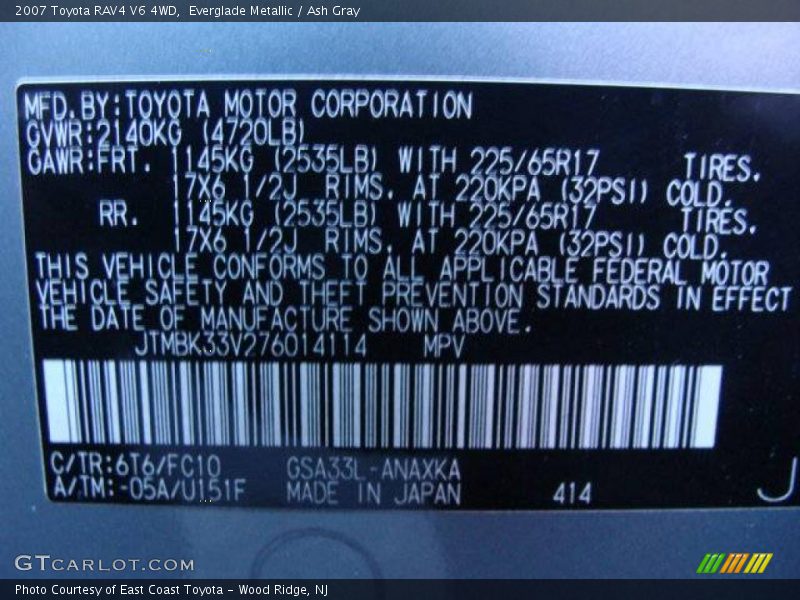 2007 Toyota RAV4 V6 4WD,  Everglade Metallic / Ash Gray
MFD.BY:TOYOTA MOTOR CORPORATION
GVWR:2140KG (4720LB)
GAWR:FRT. 1145KG (2535LB) WITH 225/65R17 TIRES.
17X6 1/2J RIMS. AT 220KPA (32PSI) COLD.
RR. 1145KG (2535LB) WITH 225/65R17 TIRES.
17X6 1/2J RIMS. AT 220KPA (32PSI) COLD.
THIS VEHICLE CONFORMS TO ALL APPLICABLE FEDERAL MOTOR
VEHICLE SAFETY AND THEFT PREVENTION STANDARDS IN EFFECT
THE DATE OF MANUFACTURE SHOWN ABOVE.
JTMBK33V276014114 MPV
C/TR:6T6/FC10 GSA33L-ANAXKA
A/TM:-05A/U151F MADE IN JAPAN 414 J
GTCARLOT.COM
Photo Courtesy of East Coast Toyota - Wood Ridge, NJ